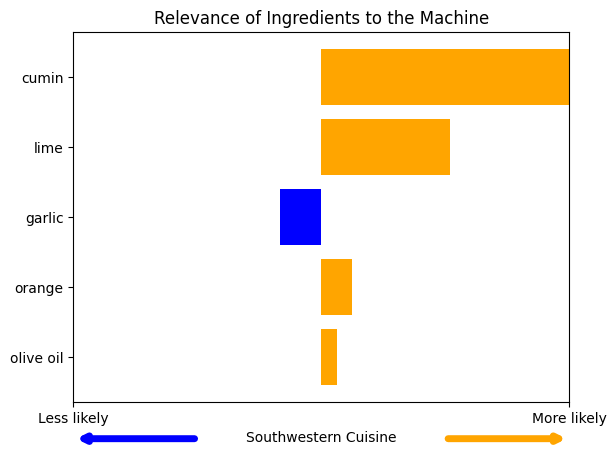 Relevance of Ingredients to the Machine
cumin
lime
garlic
orange
olive oil
Less likely
More likely
Southwestern Cuisine